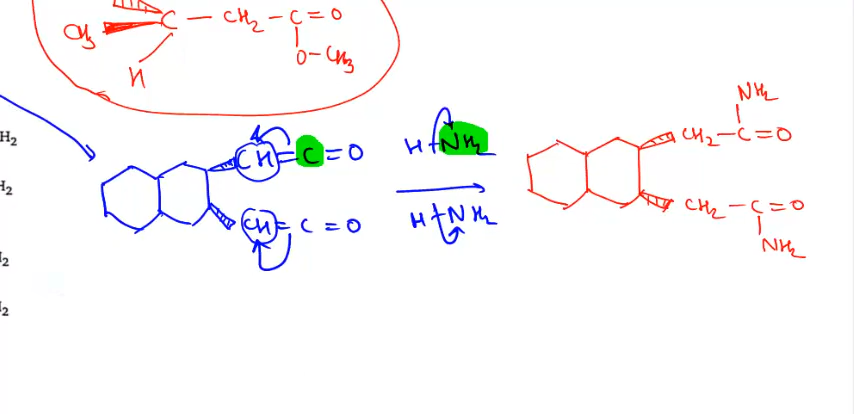 CH3 C — CH2 — C = O
O — CH3
H
H2
H2
H2
H2
CH = C = O
CH = C = O
H + NH2
H + NH2
NH2
CH2 — C = O
CH2 — C = O
NH2